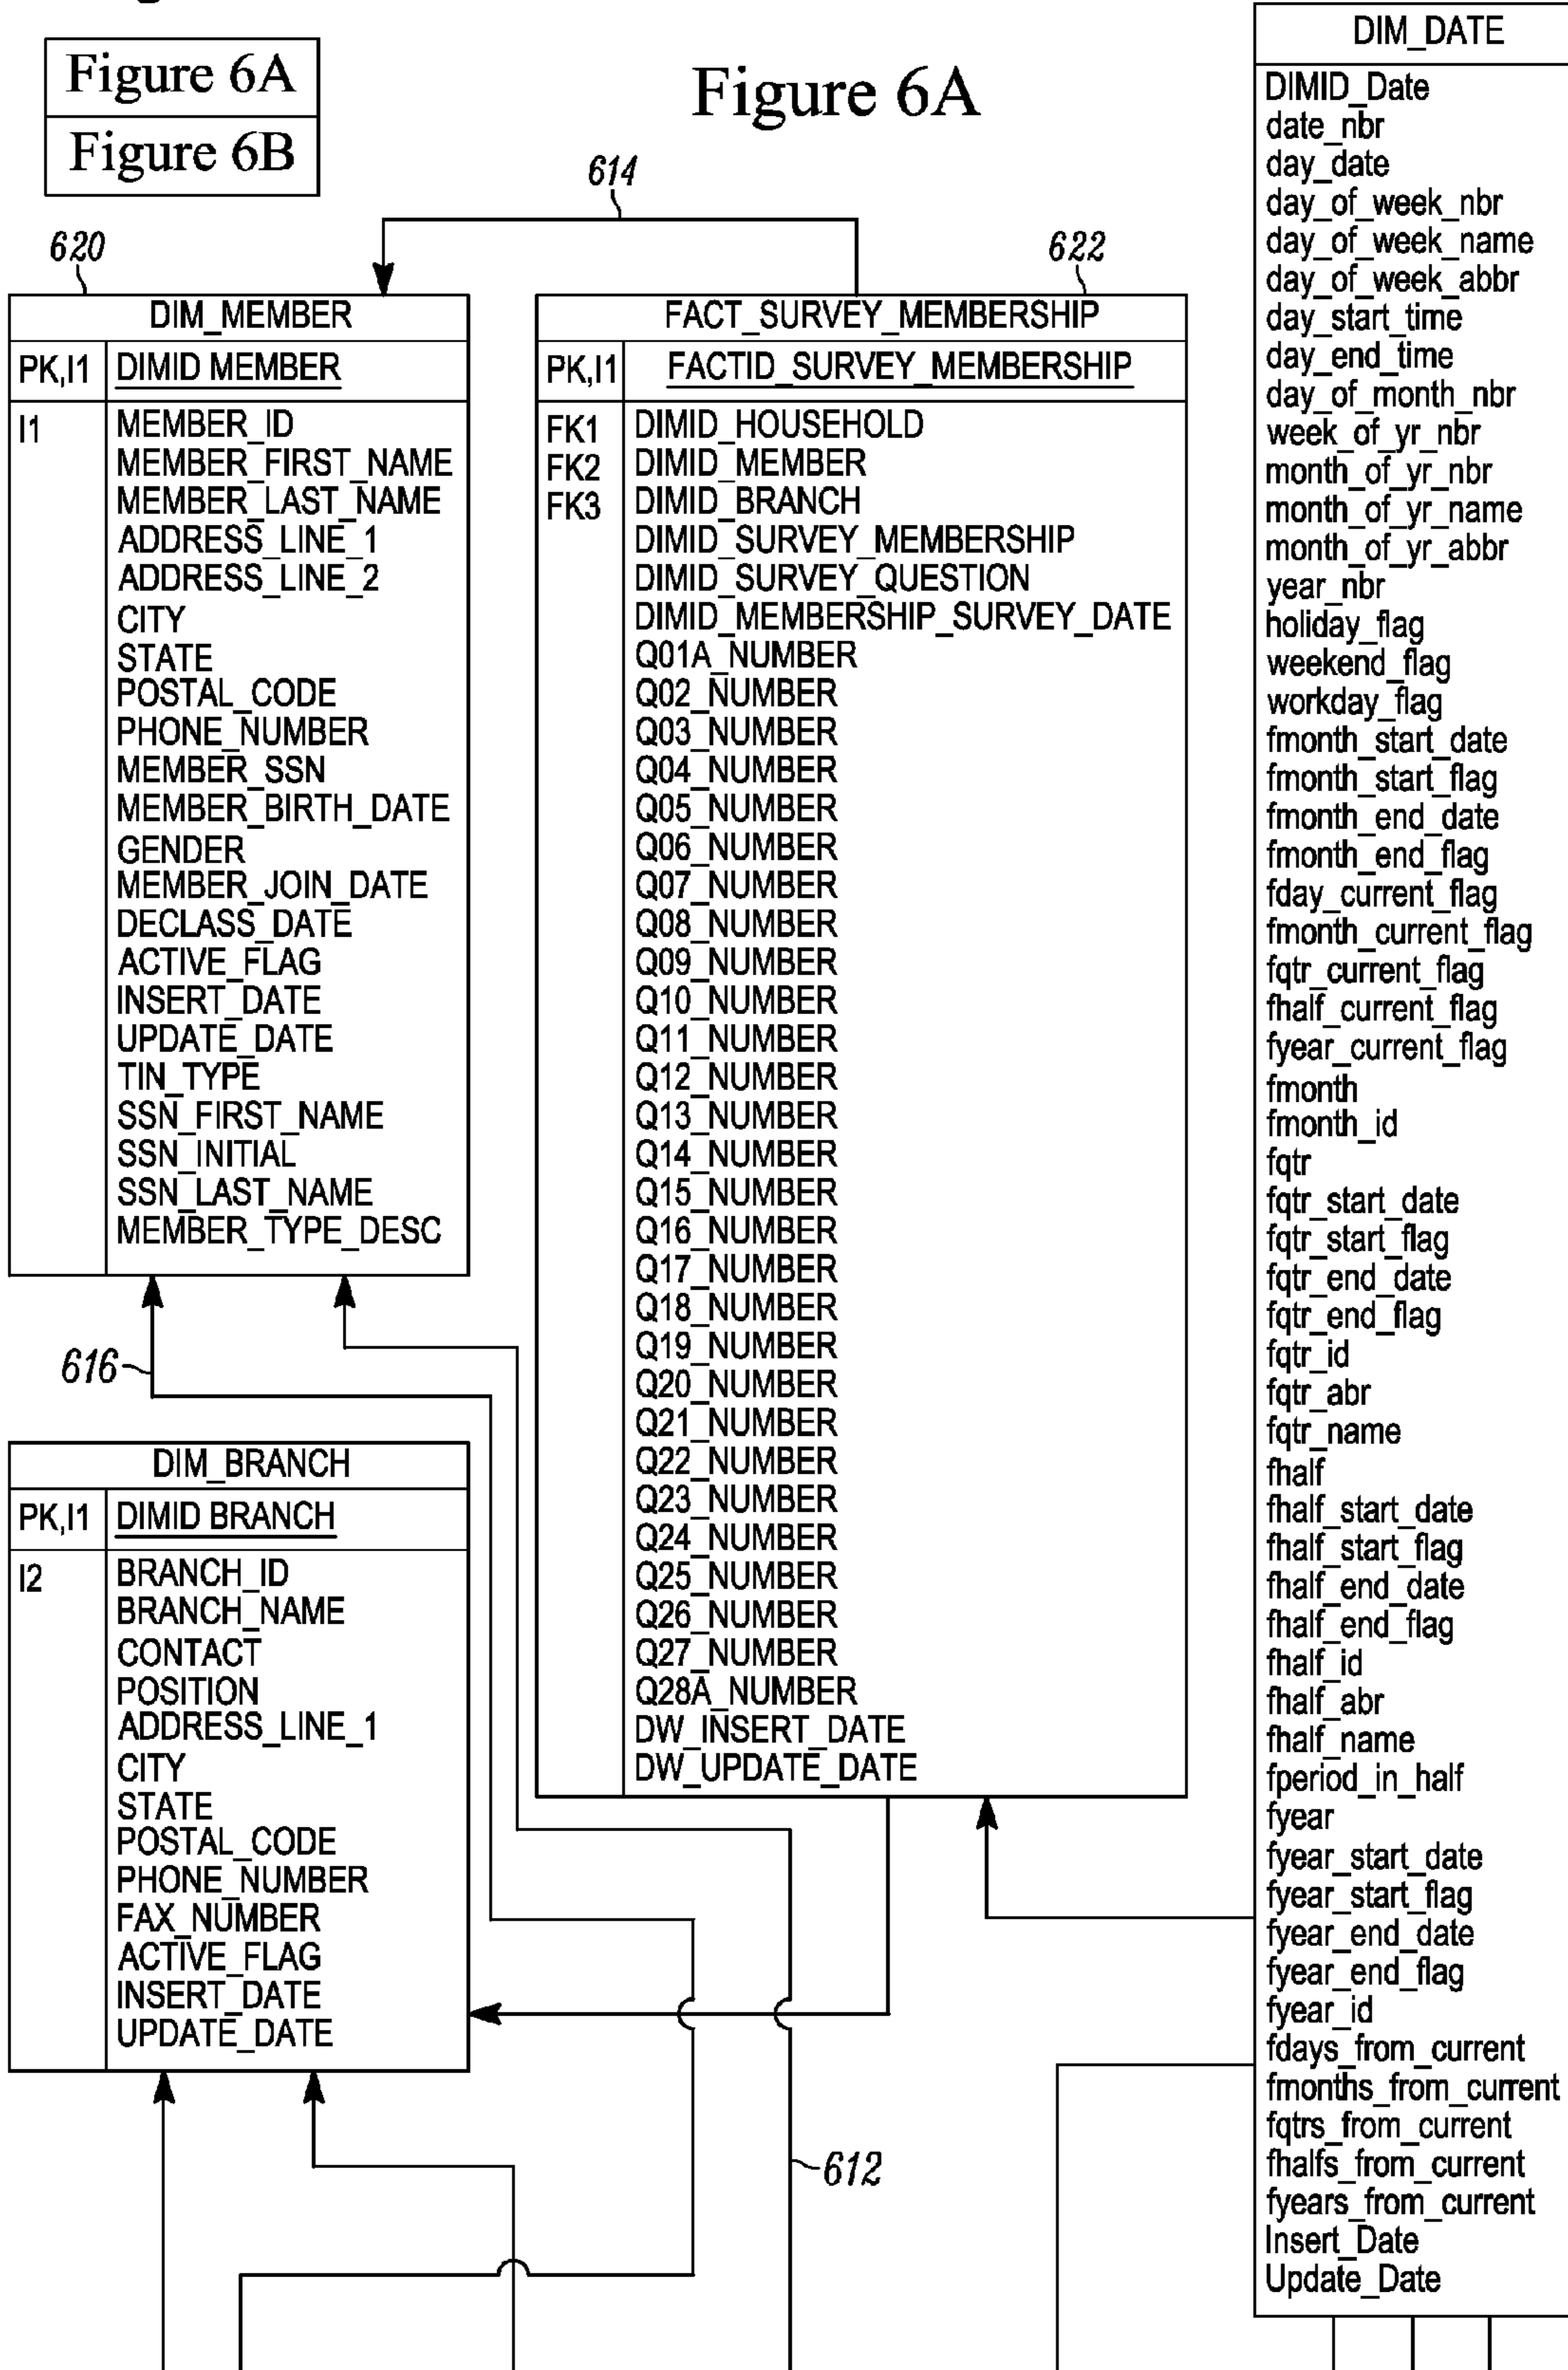 Figure 6A
Figure 6B
Figure 6A
614
620
DIM_MEMBER
PK,I1 DIMID MEMBER
I1 MEMBER_ID
MEMBER_FIRST_NAME
MEMBER_LAST_NAME
ADDRESS_LINE_1
ADDRESS_LINE_2
CITY
STATE
POSTAL_CODE
PHONE_NUMBER
MEMBER_SSN
MEMBER_BIRTH_DATE
GENDER
MEMBER_JOIN_DATE
DECLASS_DATE
ACTIVE_FLAG
INSERT_DATE
UPDATE_DATE
TIN_TYPE
SSN_FIRST_NAME
SSN_INITIAL
SSN_LAST_NAME
MEMBER_TYPE_DESC
616
DIM_BRANCH
PK,I1 DIMID BRANCH
I2 BRANCH_ID
BRANCH_NAME
CONTACT
POSITION
ADDRESS_LINE_1
CITY
STATE
POSTAL_CODE
PHONE_NUMBER
FAX_NUMBER
ACTIVE_FLAG
INSERT_DATE
UPDATE_DATE
622
FACT_SURVEY_MEMBERSHIP
PK,I1 FACTID_SURVEY_MEMBERSHIP
FK1 DIMID_HOUSEHOLD
FK2 DIMID_MEMBER
FK3 DIMID_BRANCH
DIMID_SURVEY_MEMBERSHIP
DIMID_SURVEY_QUESTION
DIMID_MEMBERSHIP_SURVEY_DATE
Q01A_NUMBER
Q02_NUMBER
Q03_NUMBER
Q04_NUMBER
Q05_NUMBER
Q06_NUMBER
Q07_NUMBER
Q08_NUMBER
Q09_NUMBER
Q10_NUMBER
Q11_NUMBER
Q12_NUMBER
Q13_NUMBER
Q14_NUMBER
Q15_NUMBER
Q16_NUMBER
Q17_NUMBER
Q18_NUMBER
Q19_NUMBER
Q20_NUMBER
Q21_NUMBER
Q22_NUMBER
Q23_NUMBER
Q24_NUMBER
Q25_NUMBER
Q26_NUMBER
Q27_NUMBER
Q28A_NUMBER
DW_INSERT_DATE
DW_UPDATE_DATE
612
DIM_DATE
DIMID_Date
date_nbr
day_date
day_of_week_nbr
day_of_week_name
day_of_week_abbr
day_start_time
day_end_time
day_of_month_nbr
week_of_yr_nbr
month_of_yr_nbr
month_of_yr_name
month_of_yr_abbr
year_nbr
holiday_flag
weekend_flag
workday_flag
fmonth_start_date
fmonth_start_flag
fmonth_end_date
fmonth_end_flag
fday_current_flag
fmonth_current_flag
fqtr_current_flag
fhalf_current_flag
fyear_current_flag
fmonth
fmonth_id
fqtr
fqtr_start_date
fqtr_start_flag
fqtr_end_date
fqtr_end_flag
fqtr_id
fqtr_abr
fqtr_name
fhalf
fhalf_start_date
fhalf_start_flag
fhalf_end_date
fhalf_end_flag
fhalf_id
fhalf_abr
fhalf_name
fperiod_in_half
fyear
fyear_start_date
fyear_start_flag
fyear_end_date
fyear_end_flag
fyear_id
fdays_from_current
fmonths_from_current
fqtrs_from_current
fhalfs_from_current
fyears_from_current
Insert_Date
Update_Date